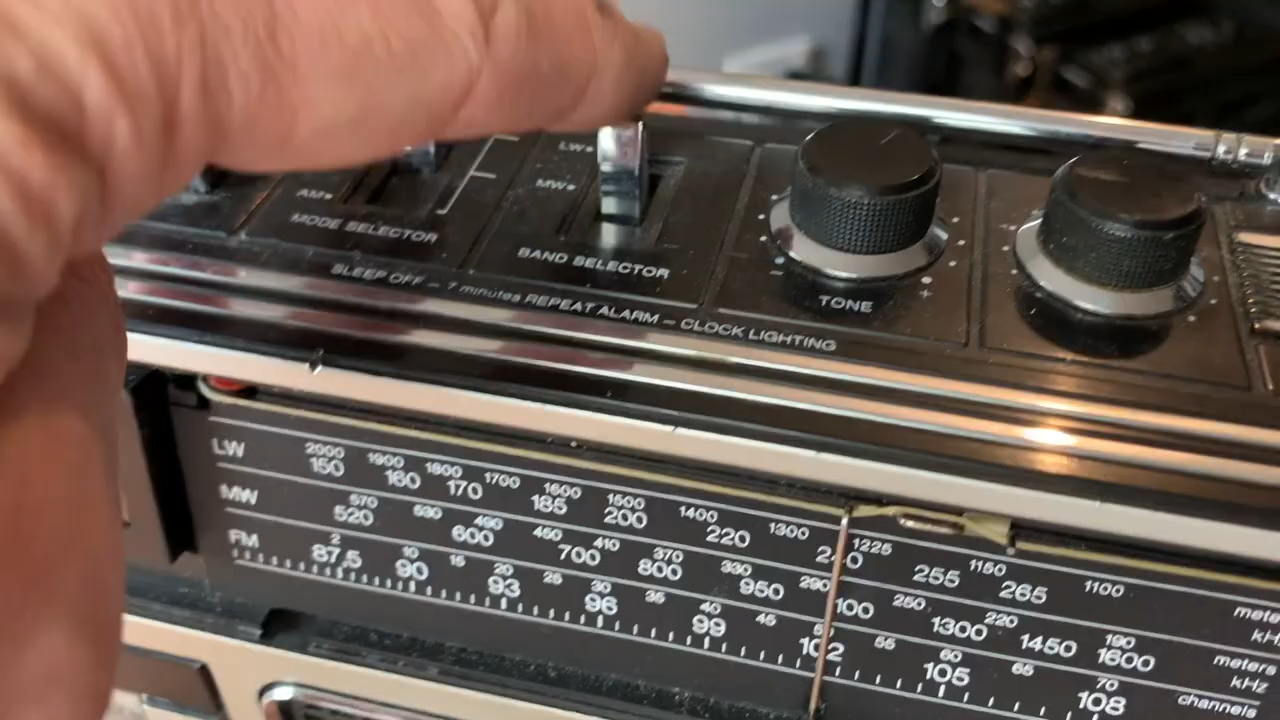 LW•
AM•
MW•
MODE SELECTOR
BAND SELECTOR
TONE
- +
SLEEP OFF – 7 minutes REPEAT ALARM – CLOCK LIGHTING
LW 2000 1900 1800 1700 1600 1500 1400 1300 1225 1150 1100
150 160 170 185 200 220 240 255 265
MW 570 530 490 450 410 370 330 290 250 220 190
520 600 700 800 950 1300 1450 1600
FM 2 10 15 20 25 30 35 40 45 55 60 65 70 channels
87,5 90 93 96 99 102 105 108
meters
kHz